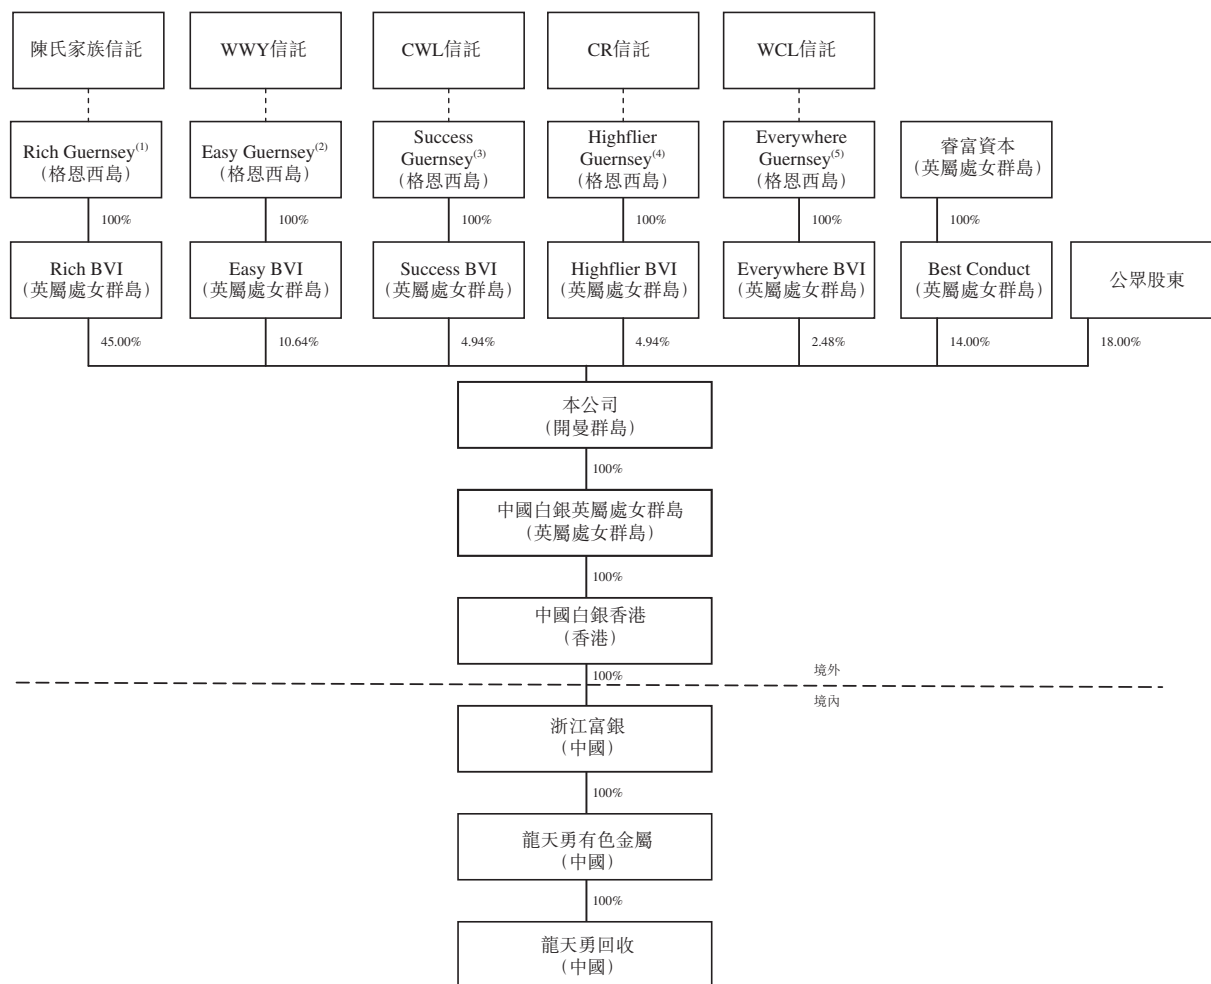 陳氏家族信託
WWY信託
CWL信託
CR信託
WCL信託
Rich Guernsey(1)
(格恩西島)
Easy Guernsey(2)
(格恩西島)
Success
Guernsey(3)
(格恩西島)
Highflier
Guernsey(4)
(格恩西島)
Everywhere
Guernsey(5)
(格恩西島)
睿富資本
(英屬處女群島)
100%
100%
100%
100%
100%
100%
Rich BVI
(英屬處女群島)
Easy BVI
(英屬處女群島)
Success BVI
(英屬處女群島)
Highflier BVI
(英屬處女群島)
Everywhere BVI
(英屬處女群島)
Best Conduct
(英屬處女群島)
公眾股東
45.00%
10.64%
4.94%
4.94%
2.48%
14.00%
18.00%
本公司
(開曼群島)
100%
中國白銀英屬處女群島
(英屬處女群島)
100%
中國白銀香港
(香港)
100%
境外
境內
浙江富銀
(中國)
100%
龍天勇有色金屬
(中國)
100%
龍天勇回收
(中國)